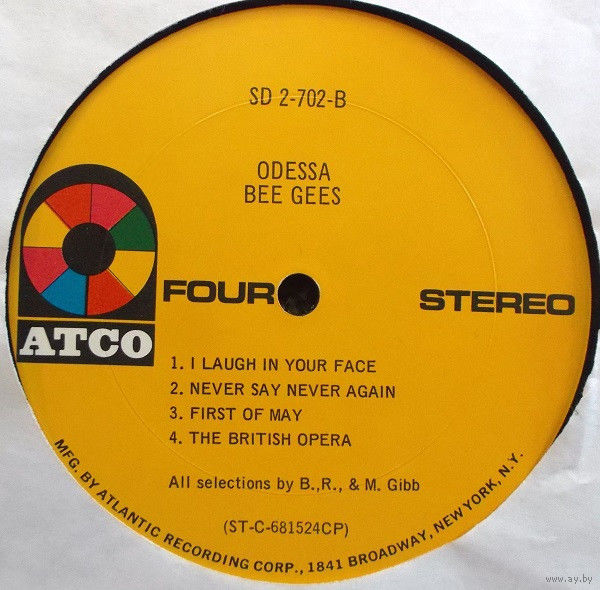 SD 2-702-B
ODESSA
BEE GEES
FOUR
STEREO
ATCO
1. I LAUGH IN YOUR FACE
2. NEVER SAY NEVER AGAIN
3. FIRST OF MAY
4. THE BRITISH OPERA
All selections by B.,R., & M. Gibb
(ST-C-681524CP)
MFG. BY ATLANTIC RECORDING CORP., 1841 BROADWAY, NEW YORK, N.Y.
www.ay.by